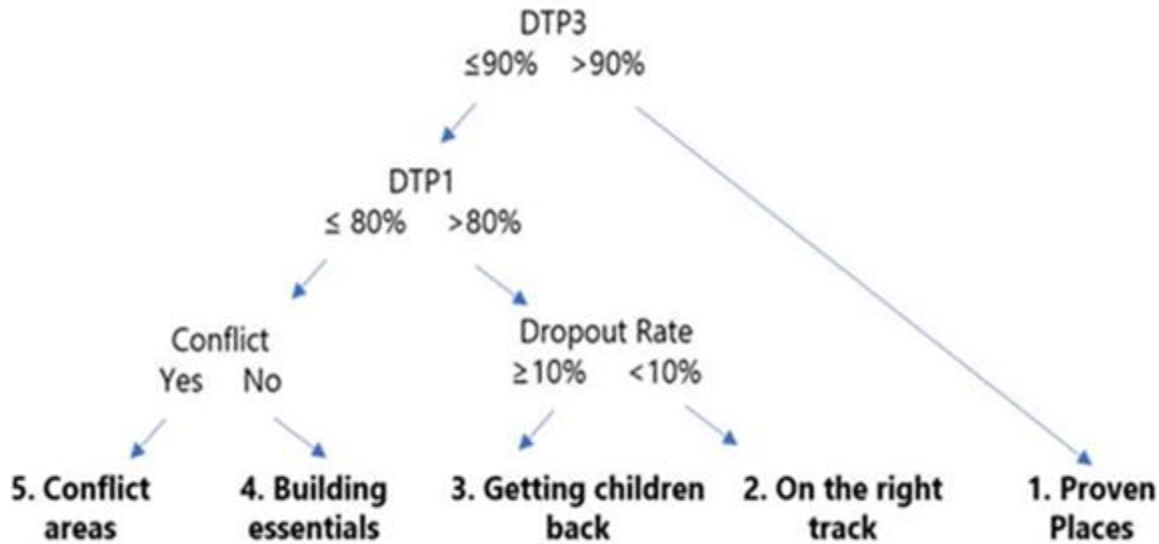 DTP3
≤90% >90%
DTP1
≤ 80% >80%
Conflict
Yes No
Dropout Rate
≥10% <10%
5. Conflict
areas
4. Building
essentials
3. Getting children
back
2. On the right
track
1. Proven
Places